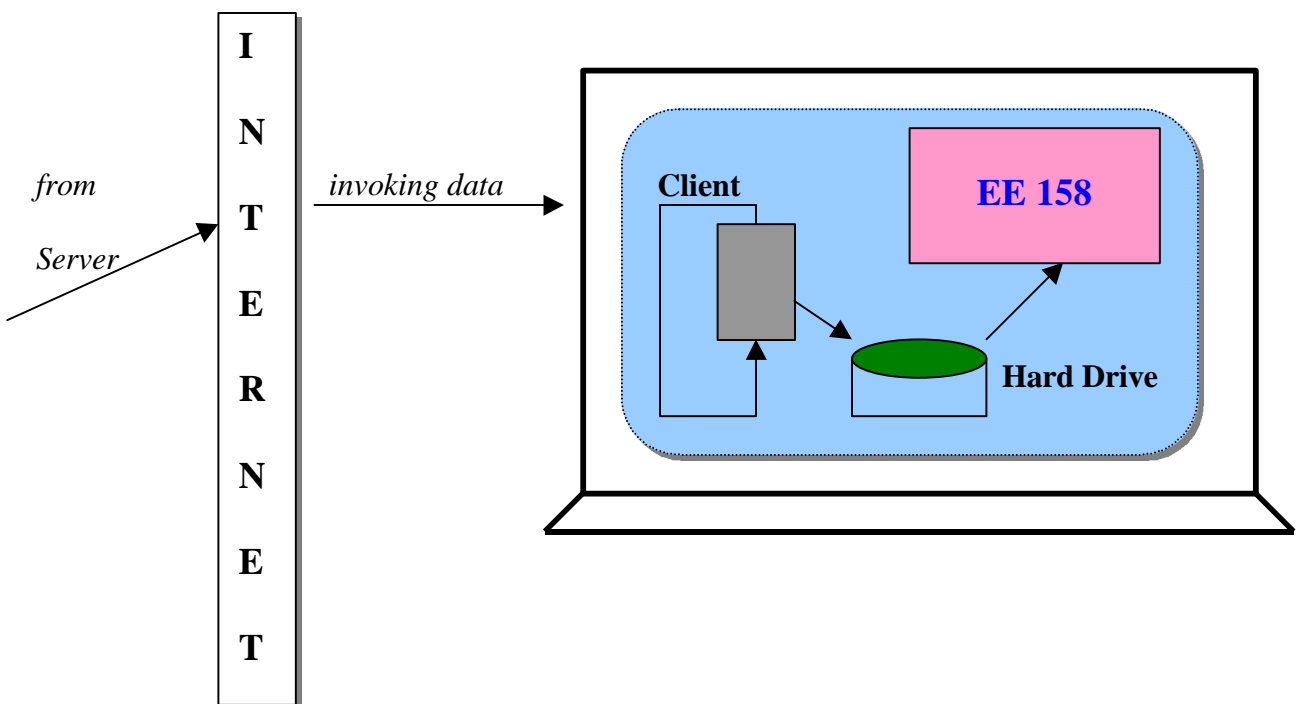 I
N
T
E
R
N
E
T
from
Server
invoking data
Client
EE 158
Hard Drive